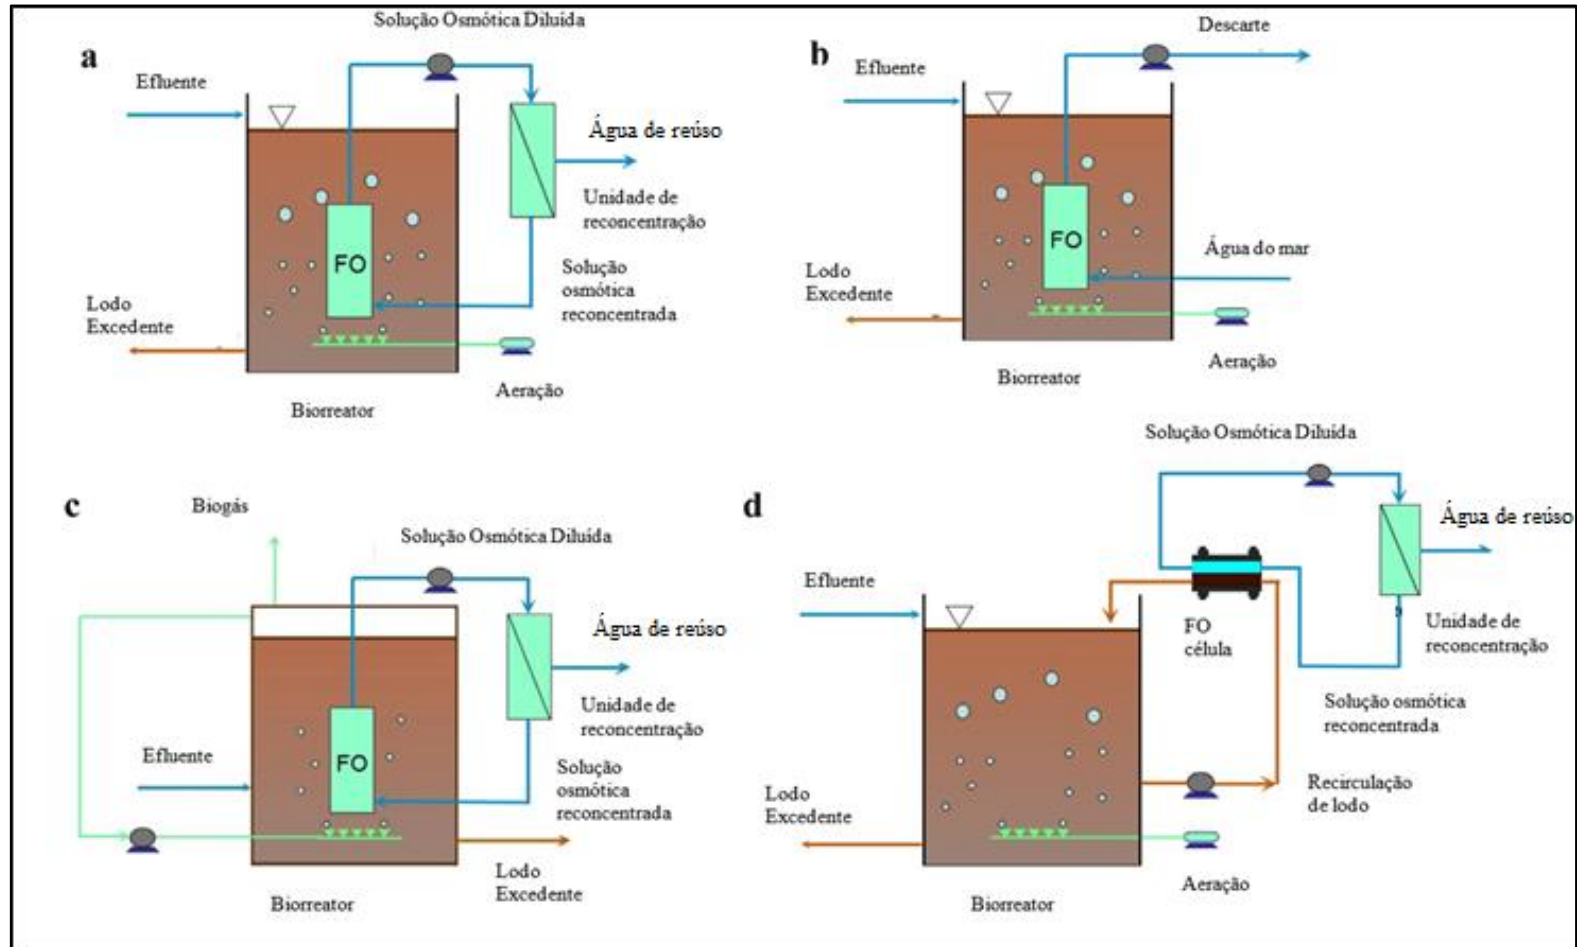 a
Solução Osmótica Diluída
Efluente
Água de reúso
Unidade de
reconcentração
FO
Solução
osmótica
reconcentrada
Lodo
Excedente
Aeração
Biorreator
b
Descarte
Efluente
FO
Água do mar
Lodo
Excedente
Aeração
Biorreator
c
Biogás
Solução Osmótica Diluída
Água de reúso
Unidade de
reconcentração
Efluente
FO
Solução
osmótica
reconcentrada
Lodo
Excedente
Biorreator
d
Solução Osmótica Diluída
Água de reúso
Efluente
FO
célula
Unidade de
reconcentração
Solução osmótica
reconcentrada
Recirculação
de lodo
Lodo
Excedente
Aeração
Biorreator